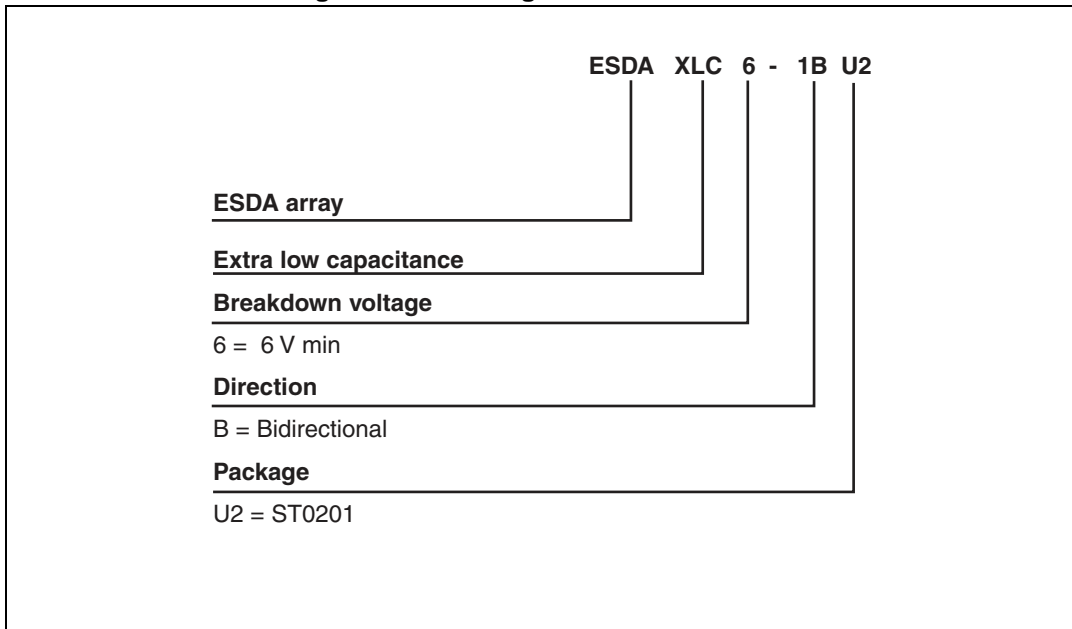 ESDA XLC 6 - 1B U2
ESDA array
Extra low capacitance
Breakdown voltage
6 = 6 V min
Direction
B = Bidirectional
Package
U2 = ST0201